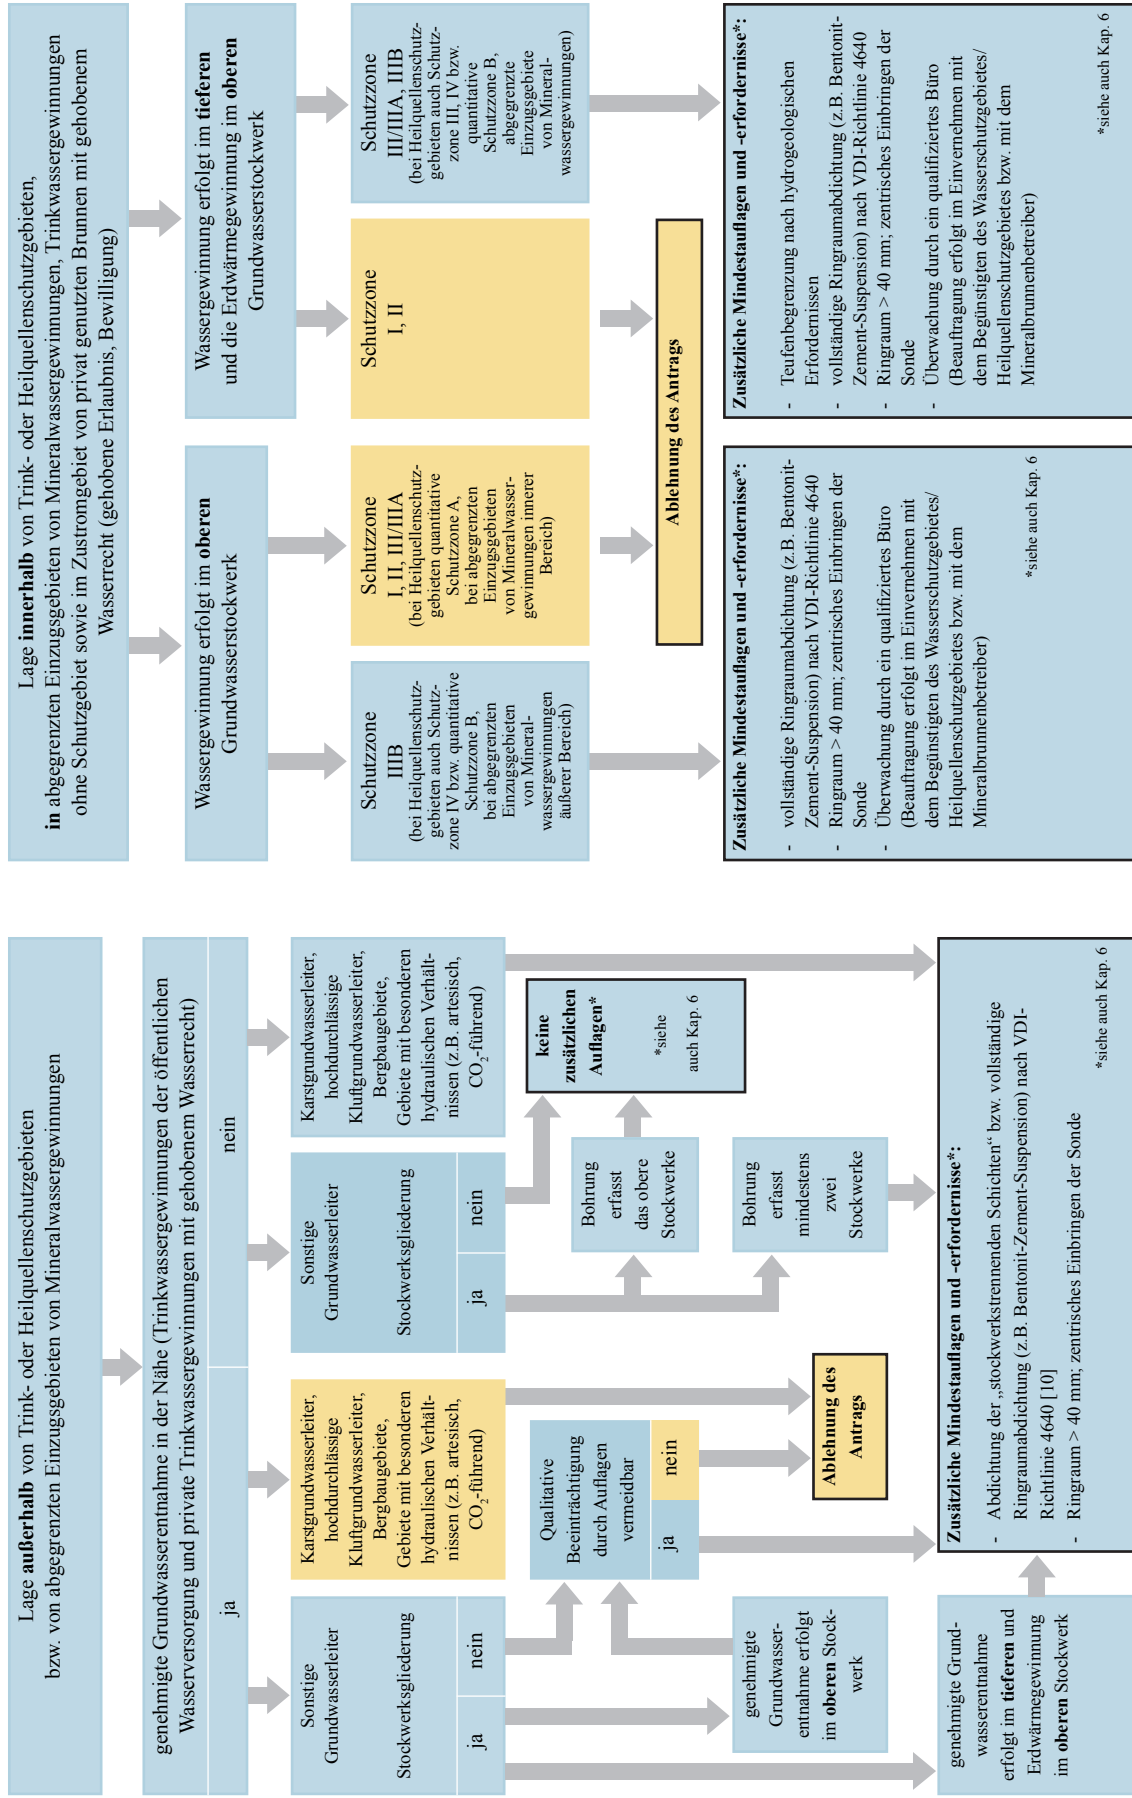 Lage außerhalb von Trink- oder Heilquellenschutzgebieten
bzw. von abgegrenzten Einzugsgebieten von Mineralwassergewinnungen
genehmigte Grundwasserentnahme in der Nähe (Trinkwassergewinnungen der öffentlichen
Wasserversorgung und private Trinkwassergewinnungen mit gehobenem Wasserrecht)
ja
nein
Sonstige
Grundwasserleiter
Stockwerksgliederung
ja
nein
Karstgrundwasserleiter,
hochdurchlässige
Kluftgrundwasserleiter,
Bergbaugebiete,
Gebiete mit besonderen
hydraulischen Verhält-
nissen (z.B. artesisch,
CO₂-führend)
Sonstige
Grundwasserleiter
Stockwerksgliederung
ja
nein
Karstgrundwasserleiter,
hochdurchlässige
Kluftgrundwasserleiter,
Bergbaugebiete,
Gebiete mit besonderen
hydraulischen Verhält-
nissen (z.B. artesisch,
CO₂-führend)
Qualitative
Beeinträchtigung
durch Auflagen
vermeidbar
ja
nein
Bohrung
erfasst
das obere
Stockwerke
keine
zusätzlichen
Auflagen*
*siehe
auch Kap. 6
genehmigte
Grundwasser-
entnahme erfolgt
im oberen Stock-
werk
Ablehnung des
Antrags
Bohrung
erfasst
mindestens
zwei
Stockwerke
genehmigte Grund-
wasserentnahme
erfolgt im tieferen und
Erdwärmegewinnung
im oberen Stockwerk
Zusätzliche Mindestauflagen und -erfordernisse*:
- Abdichtung der „stockwerkstrennenden Schichten“ bzw. vollständige
Ringraumabdichtung (z.B. Bentonit-Zement-Suspension) nach VDI-
Richtlinie 4640 [10]
- Ringraum > 40 mm; zentrisches Einbringen der Sonde
*siehe auch Kap. 6
Lage innerhalb von Trink- oder Heilquellenschutzgebieten,
in abgegrenzten Einzugsgebieten von Mineralwassergewinnungen, Trinkwassergewinnungen
ohne Schutzgebiet sowie im Zustromgebiet von privat genutzten Brunnen mit gehobenem
Wasserrecht (gehobene Erlaubnis, Bewilligung)
Wassergewinnung erfolgt im oberen
Grundwasserstockwerk
Wassergewinnung erfolgt im tieferen
und die Erdwärmegewinnung im oberen
Grundwasserstockwerk
Schutzzone
IIIB
(bei Heilquellenschutz-
gebieten auch Schutz-
zone IV bzw. quantitative
Schutzzone B,
bei abgegrenzten
Einzugsgebieten
von Mineral-
wassergewinnungen
äußerer Bereich)
Schutzzone
I, II, III/IIIA
(bei Heilquellenschutz-
gebieten quantitative
Schutzzone A,
bei abgegrenzten
Einzugsgebieten
von Mineralwasser-
gewinnungen innerer
Bereich)
Schutzzone
I, II
Schutzzone
III/IIIA, IIIB
(bei Heilquellenschutz-
gebieten auch Schutz-
zone III, IV bzw.
quantitative
Schutzzone B,
abgegrenzte
Einzugsgebiete
von Mineral-
wassergewinnungen)
Ablehnung des Antrags
Zusätzliche Mindestauflagen und -erfordernisse*:
- vollständige Ringraumabdichtung (z.B. Bentonit-
Zement-Suspension) nach VDI-Richtlinie 4640
- Ringraum > 40 mm; zentrisches Einbringen der
Sonde
- Überwachung durch ein qualifiziertes Büro
(Beauftragung erfolgt im Einvernehmen mit
dem Begünstigten des Wasserschutzgebietes/
Heilquellenschutzgebietes bzw. mit dem
Mineralbrunnenbetreiber)
*siehe auch Kap. 6
Zusätzliche Mindestauflagen und -erfordernisse*:
- Teufenbegrenzung nach hydrogeologischen
Erfordernissen
- vollständige Ringraumabdichtung (z.B. Bentonit-
Zement-Suspension) nach VDI-Richtlinie 4640
- Ringraum > 40 mm; zentrisches Einbringen der
Sonde
- Überwachung durch ein qualifiziertes Büro
(Beauftragung erfolgt im Einvernehmen mit
dem Begünstigten des Wasserschutzgebietes/
Heilquellenschutzgebietes bzw. mit dem
Mineralbrunnenbetreiber)
*siehe auch Kap. 6